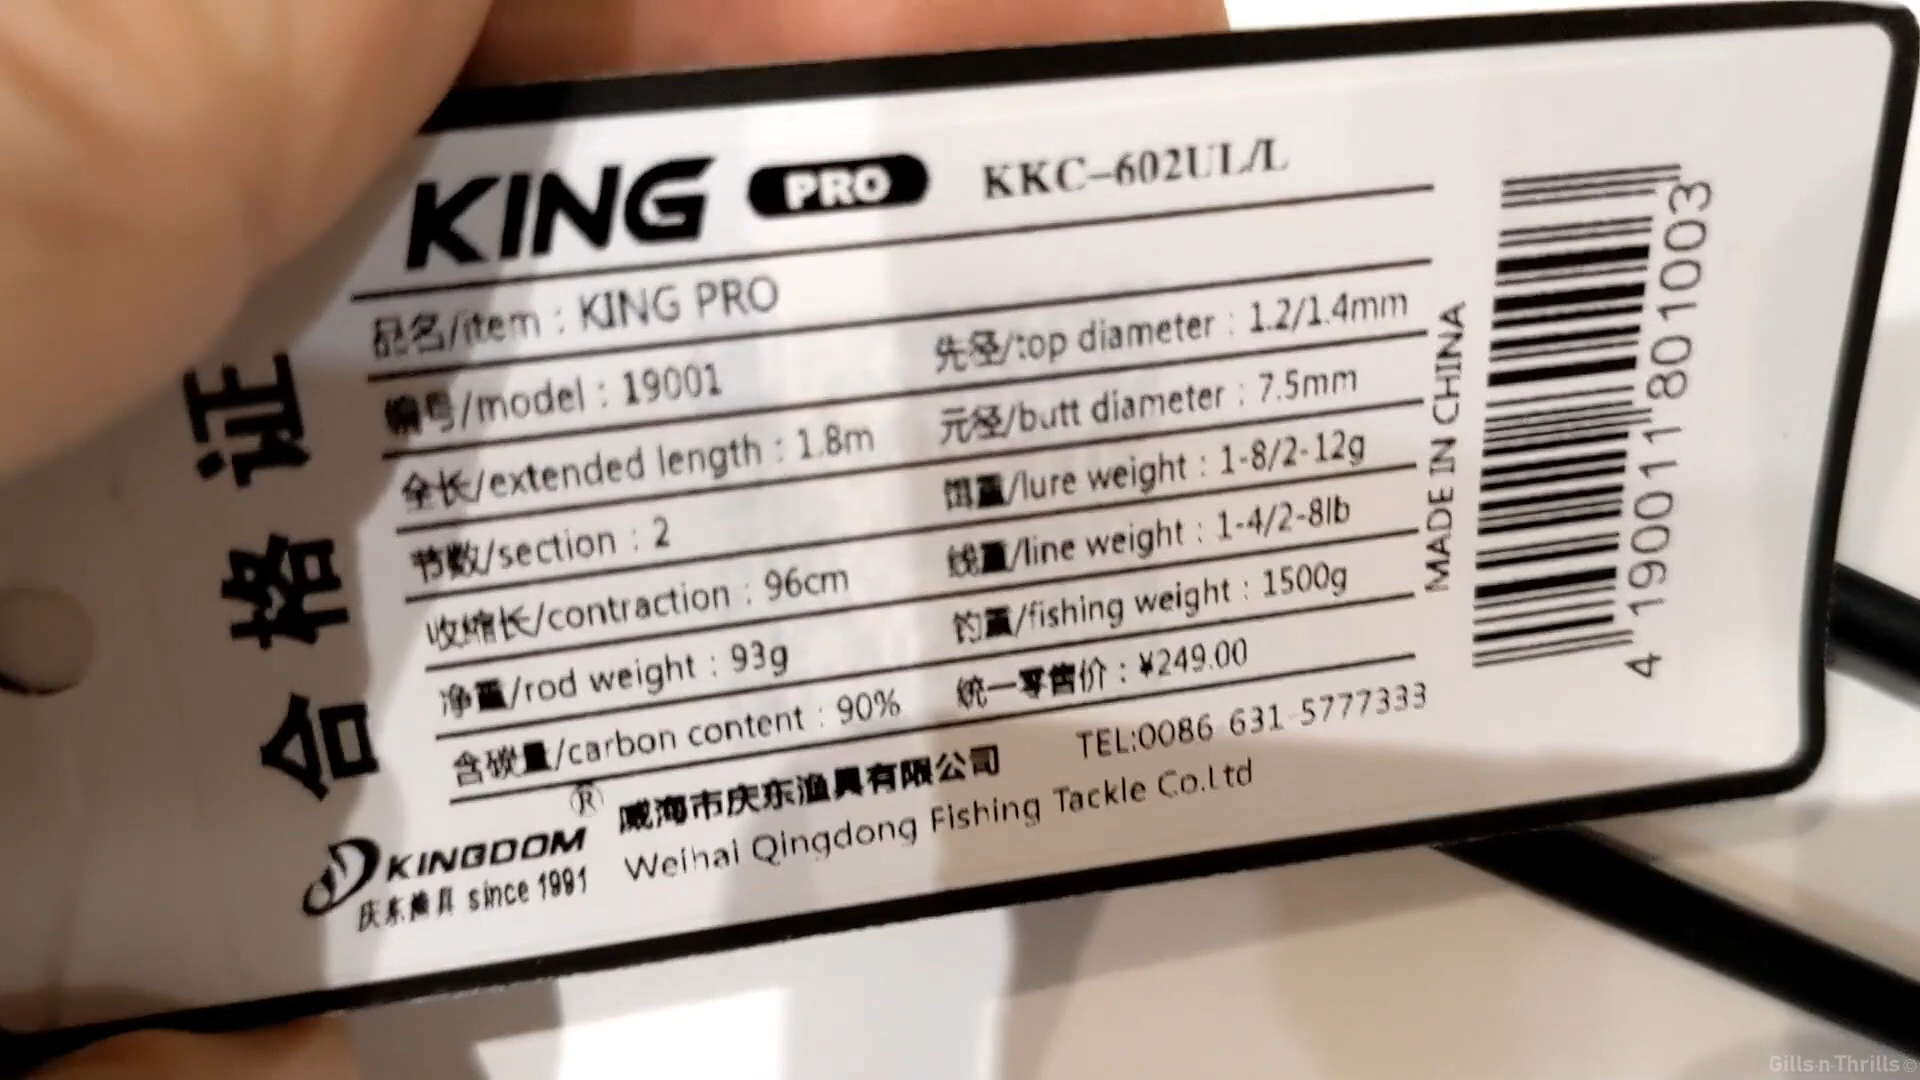 合格证
KING PRO KKC-602UL/L
品名/item : KING PRO
编号/model : 19001
先径/top diameter : 1.2/1.4mm
全长/extended length : 1.8m
元径/butt diameter : 7.5mm
节数/section : 2
饵重/lure weight : 1-8/2-12g
收缩长/contraction : 96cm
线重/line weight : 1-4/2-8lb
净重/rod weight : 93g
钓重/fishing weight : 1500g
含碳量/carbon content : 90%
统一零售价 : ¥249.00
MADE IN CHINA
4190011801003
KINGDOM®
庆东渔具 since 1991
威海市庆东渔具有限公司 TEL:0086-631-5777333
Weihai Qingdong Fishing Tackle Co.Ltd
Gills-n-Thrills©